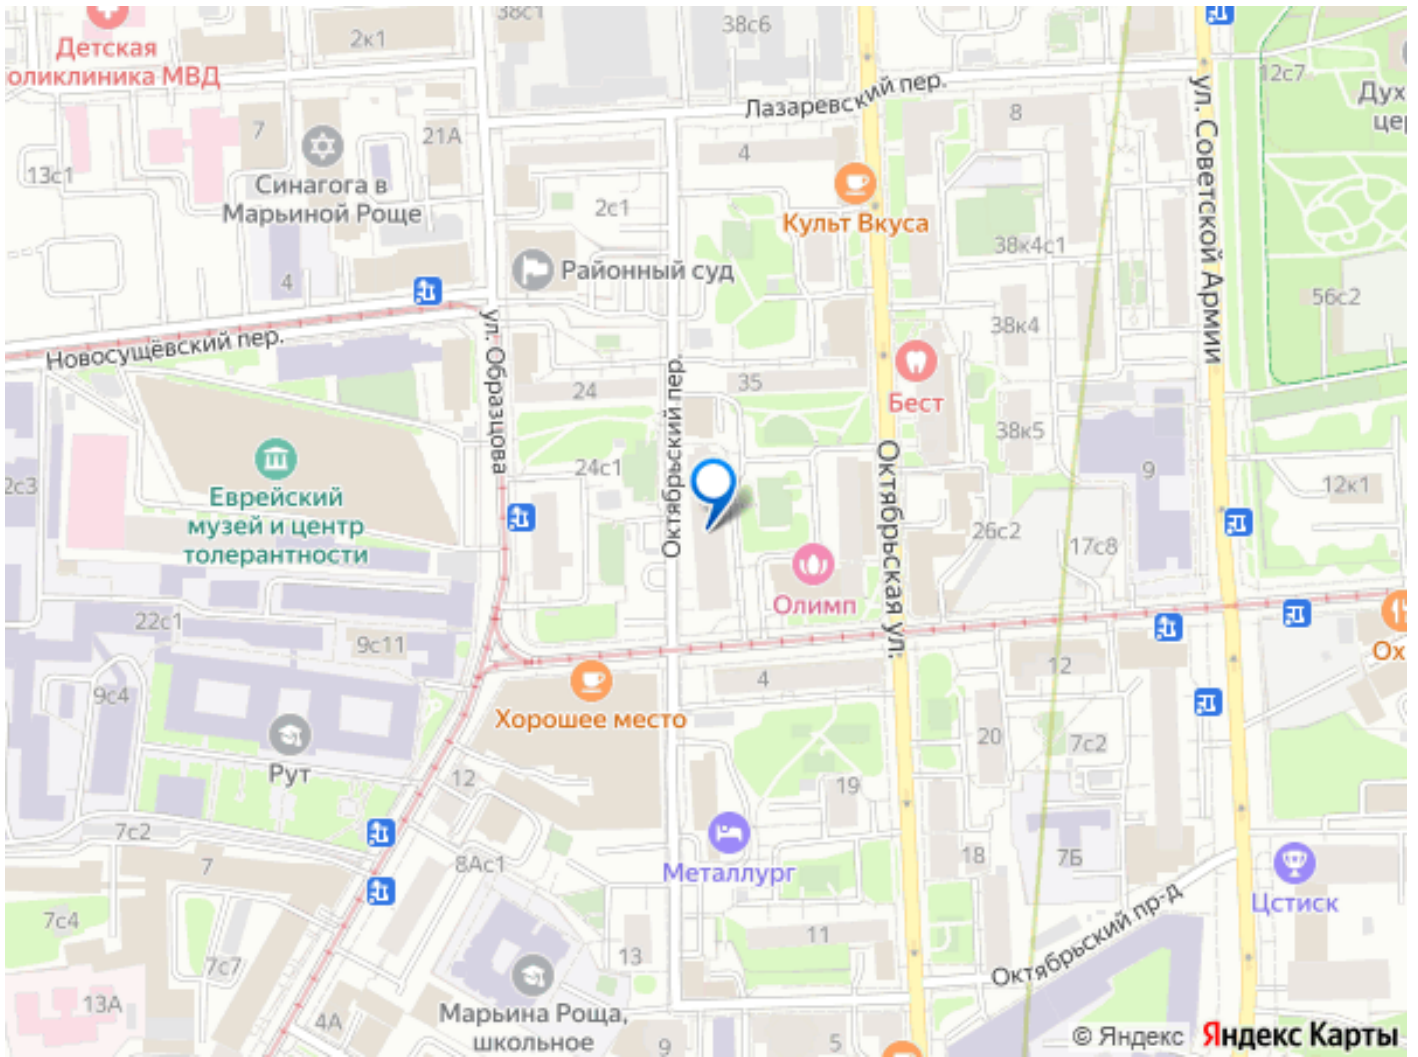 38с1
38с6
Детская
оликлиника МВД
2к1
12с7
Дух
цер
Лазаревский пер.
ул. Советской Армии
7
21А
4
8
13с1
Синагога в
Марьиной Роще
2с1
Культ Вкуса
38к4с1
4
Районный суд
56с2
38к4
Новосущёвский пер.
ул. Образцова
Октябрьский пер.
24
35
Бест
38к5
Октябрьская ул.
2с3
Еврейский
музей и центр
толерантности
24с1
9
12к1
26с2
17с8
Олимп
22с1
9с11
9с4
Хорошее место
4
12
Ох
Рут
20
7с2
12
19
7с2
7
8Ас1
Металлург
18
7Б
Цстиск
7с4
7с7
13
11
Октябрьский пр-д
13А
4А
Марьина Роща,
школьное
9
5
© Яндекс Яндекс Карты